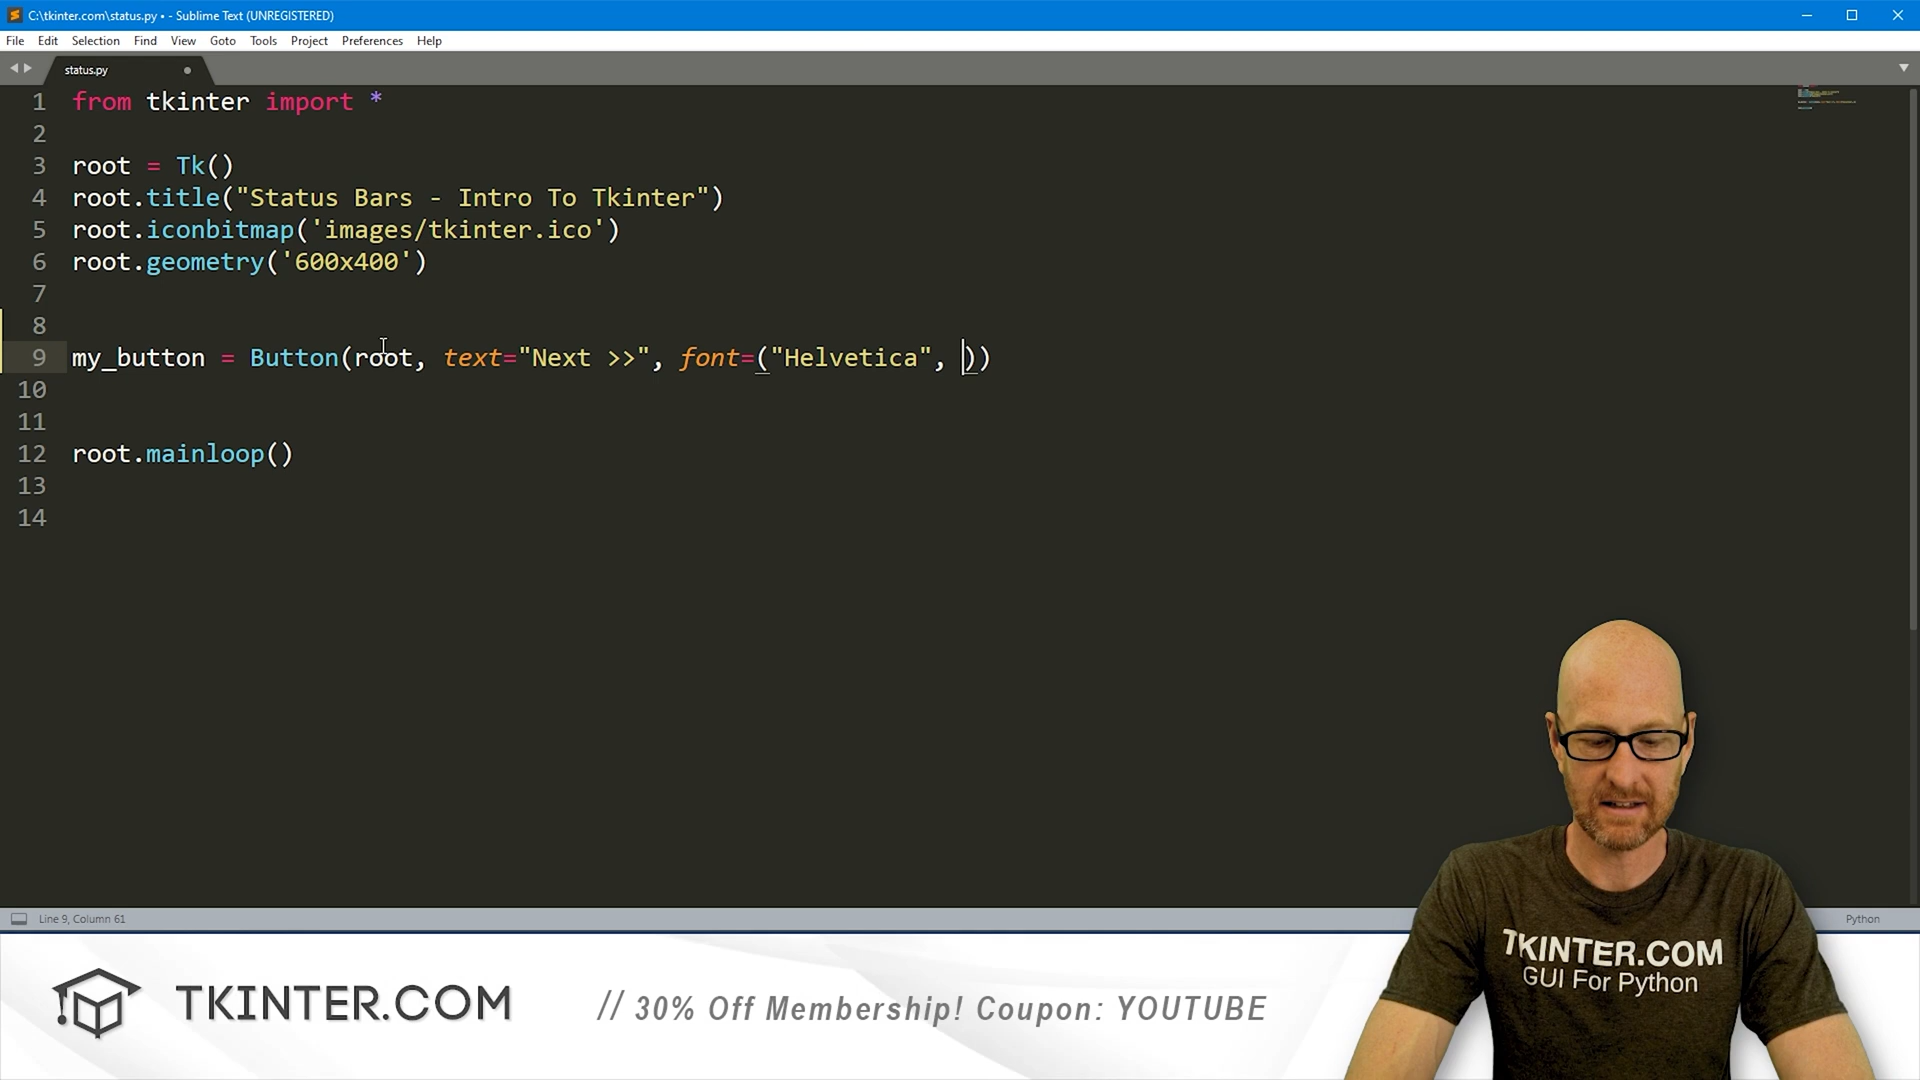 C:\tkinter.com\status.py • - Sublime Text (UNREGISTERED)
File Edit Selection Find View Goto Tools Project Preferences Help
status.py
1 from tkinter import *
2
3 root = Tk()
4 root.title("Status Bars - Intro To Tkinter")
5 root.iconbitmap('images/tkinter.ico')
6 root.geometry('600x400')
7
8
9 my_button = Button(root, text="Next >>", font=("Helvetica", ))
10
11
12 root.mainloop()
13
14
Line 9, Column 61
Python
TKINTER.COM
GUI For Python
TKINTER.COM // 30% Off Membership! Coupon: YOUTUBE